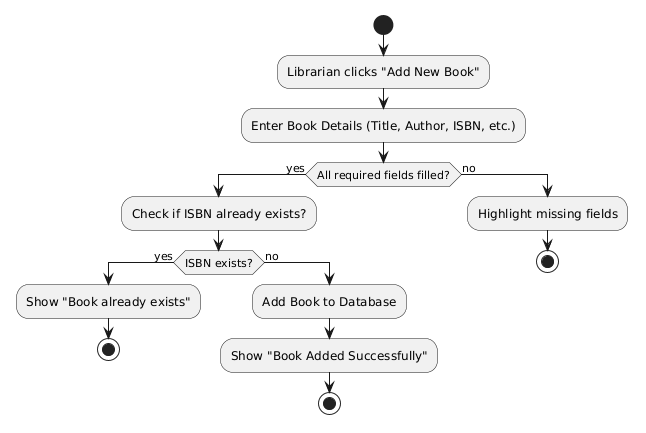 Librarian clicks "Add New Book"
Enter Book Details (Title, Author, ISBN, etc.)
yes
All required fields filled?
no
Check if ISBN already exists?
Highlight missing fields
yes
ISBN exists?
no
Show "Book already exists"
Add Book to Database
Show "Book Added Successfully"